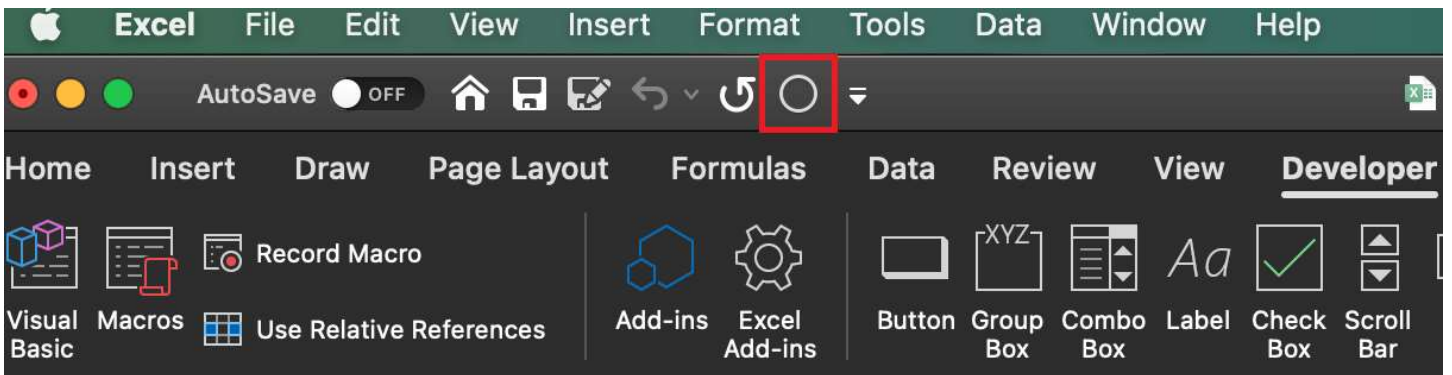 Excel File Edit View Insert Format Tools Data Window Help
AutoSave OFF
Home Insert Draw Page Layout Formulas Data Review View Developer
Visual Basic
Macros
Record Macro
Use Relative References
Add-ins
Excel Add-ins
XYZ
Aa
Button
Group Box
Combo Box
Label
Check Box
Scroll Bar